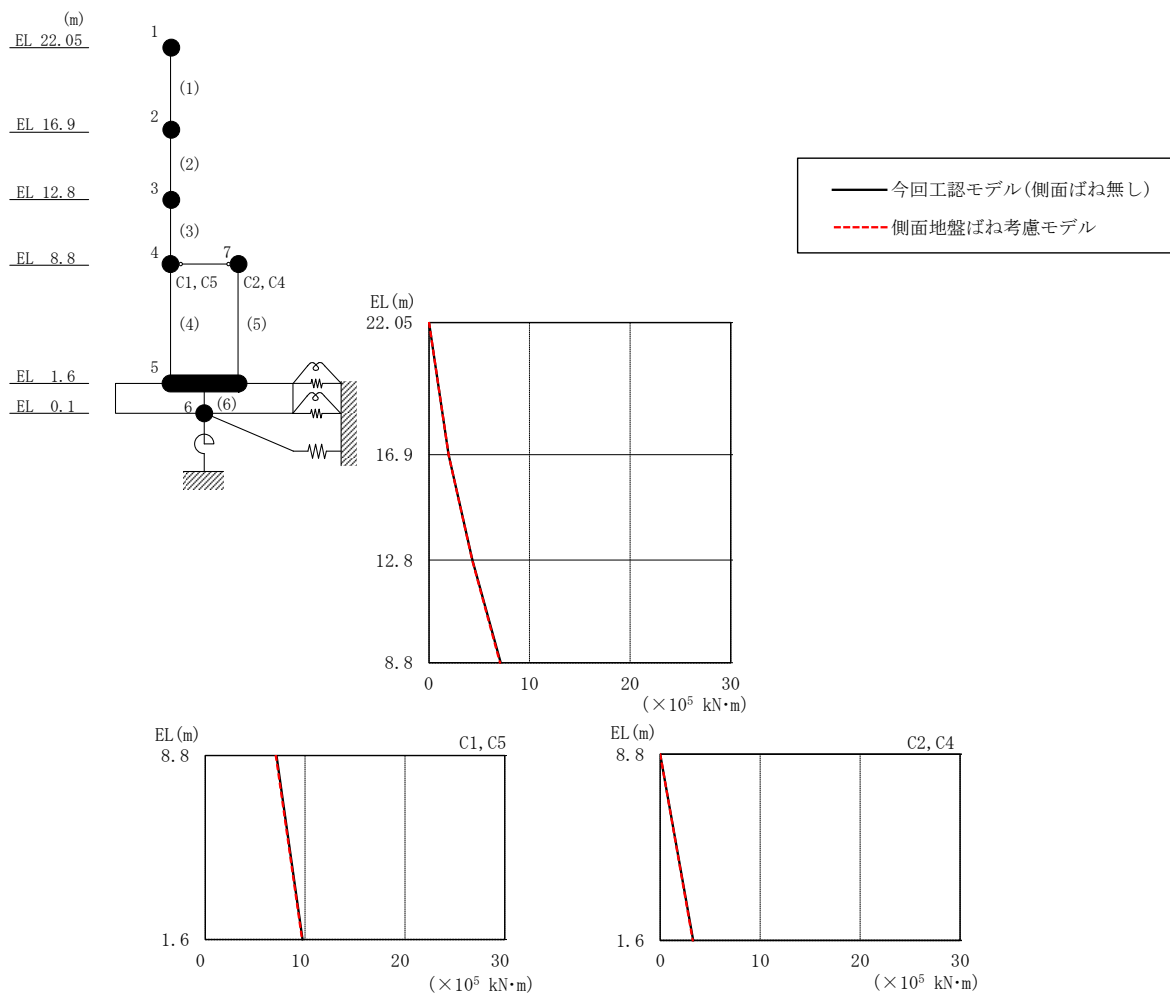 (m)
EL 22.05
EL 16.9
EL 12.8
EL 8.8
EL 1.6
EL 0.1
1
(1)
2
(2)
3
(3)
4
7
C1,C5
C2,C4
(4)
(5)
5
6
(6)
今回工認モデル(側面ばね無し)
側面地盤ばね考慮モデル
EL(m)
22.05
16.9
12.8
8.8
0 10 20 30
(×10⁵ kN・m)
EL(m)
C1,C5
8.8
1.6
0 10 20 30
(×10⁵ kN・m)
EL(m)
C2,C4
8.8
1.6
0 10 20 30
(×10⁵ kN・m)